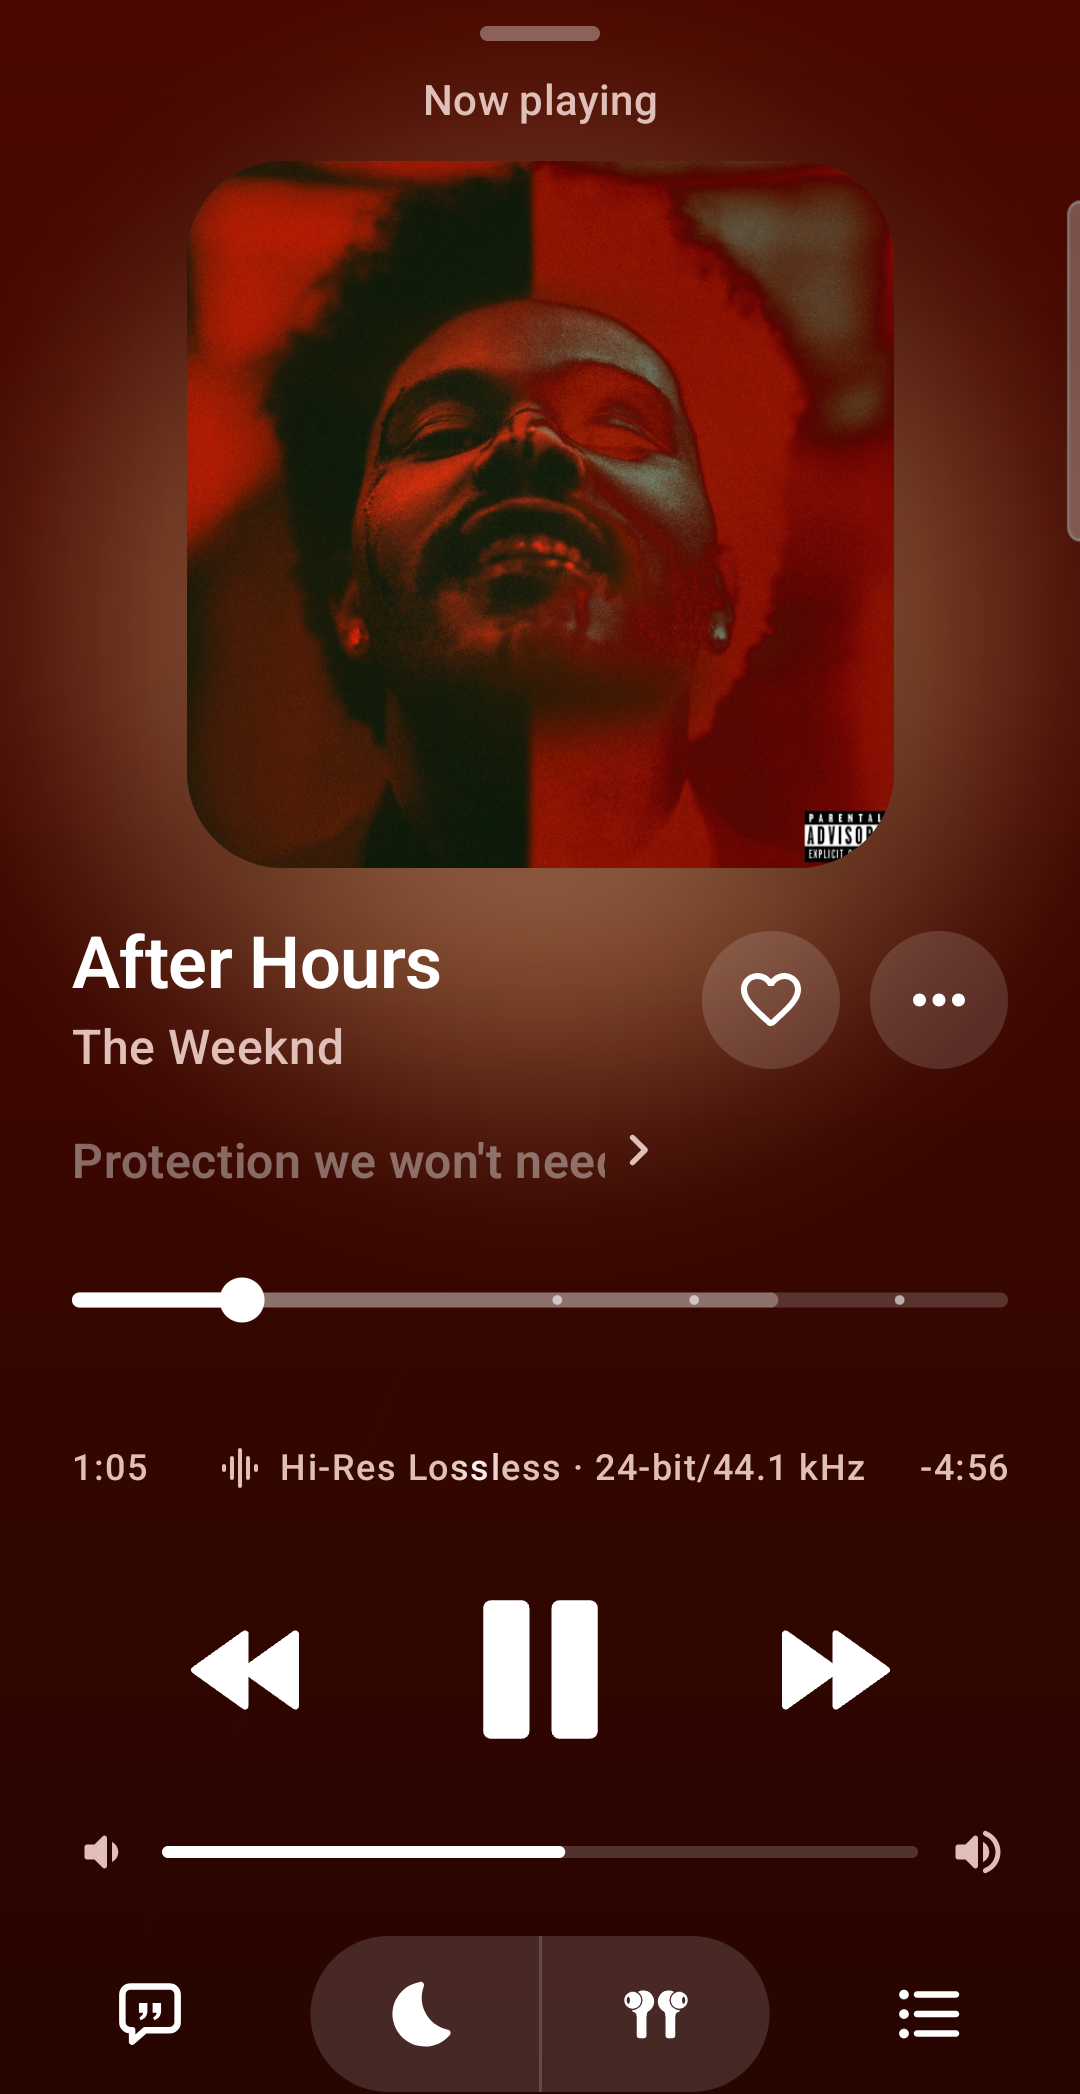 Now playing
PARENTAL
ADVISOR
EXPLICIT
After Hours
The Weeknd
Protection we won't need
1:05 Hi-Res Lossless · 24-bit/44.1 kHz -4:56